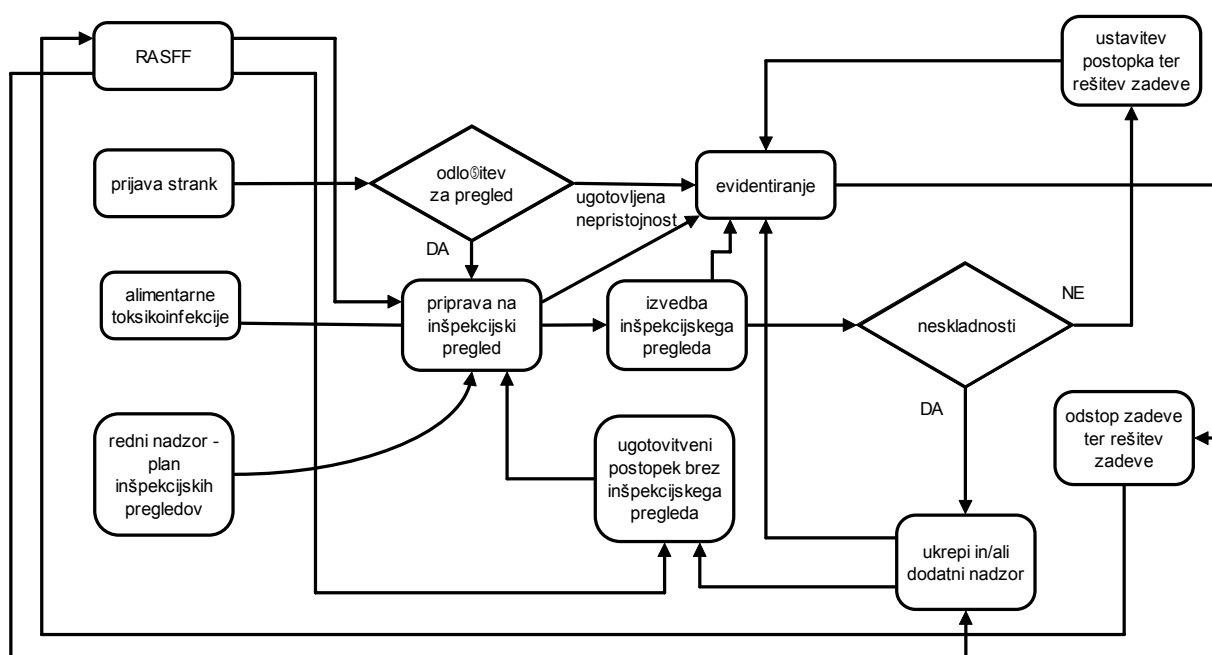 RASFF
ustavitev
postopka ter
rešitev zadeve
prijava strank
odlo®itev
za pregled
ugotovljena
nepristojnost
evidentiranje
DA
alimentarne
toksikoinfekcije
priprava na
inšpekcijski
pregled
izvedba
inšpekcijskega
pregleda
neskladnosti
NE
DA
redni nadzor -
plan
inšpekcijskih
pregledov
ugotovitveni
postopek brez
inšpekcijskega
pregleda
odstop zadeve
ter rešitev
zadeve
ukrepi in/ali
dodatni nadzor